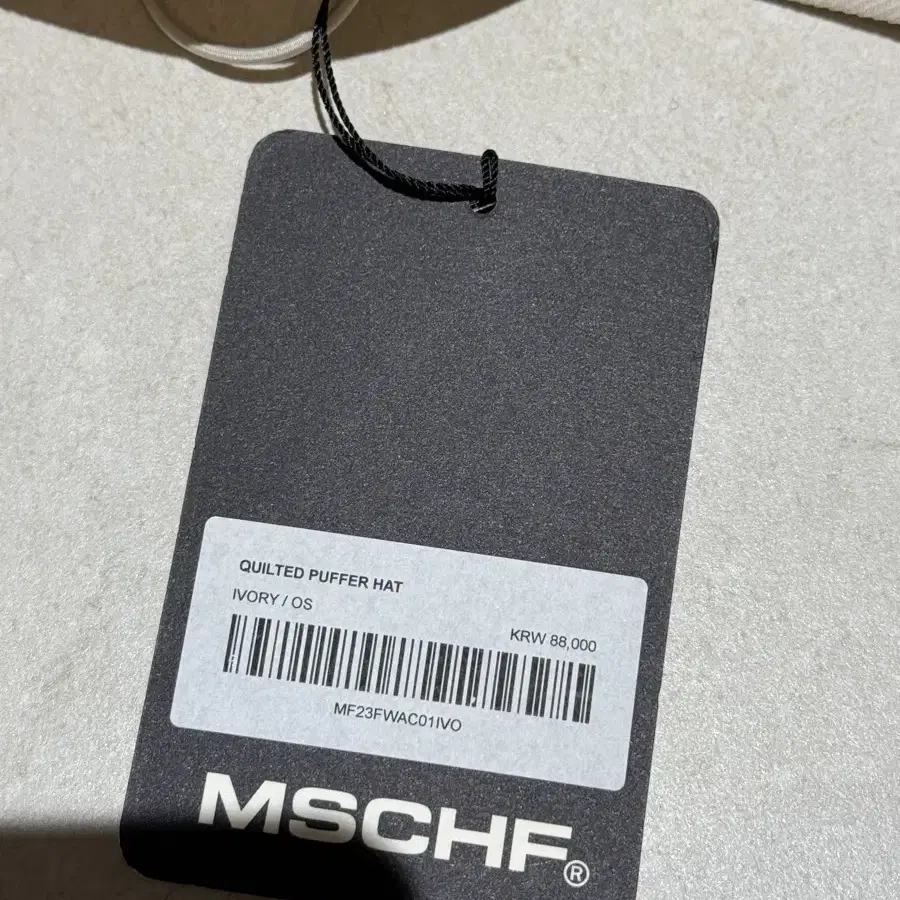 QUILTED PUFFER HAT
IVORY / OS
KRW 88,000
MF23FWAC01IVO
MSCHF®